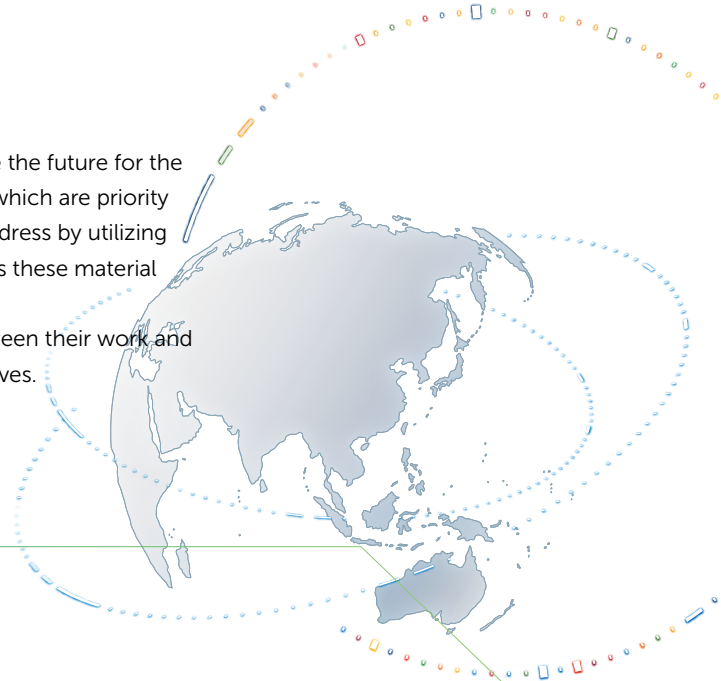 the future for the
which are priority
dress by utilizing
s these material
een their work and
ves.